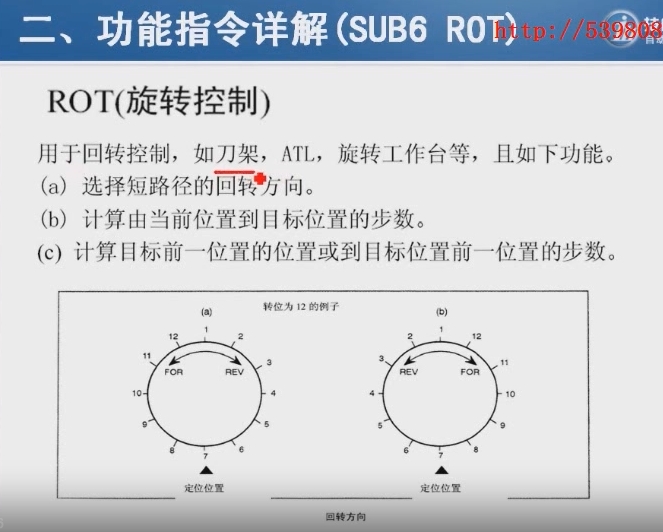 二、功能指令详解(SUB6 ROT)
http://539808
ROT(旋转控制)
用于回转控制，如刀架，ATL，旋转工作台等，且如下功能。
(a) 选择短路径的回转方向。
(b) 计算由当前位置到目标位置的步数。
(c) 计算目标前一位置的位置或到目标位置前一位置的步数。
转位为 12 的例子
(a)
1
2
3
4
5
6
7
8
9
10
11
12
FOR
REV
定位位置
(b)
1
2
3
4
5
6
7
8
9
10
11
12
REV
FOR
定位位置
回转方向